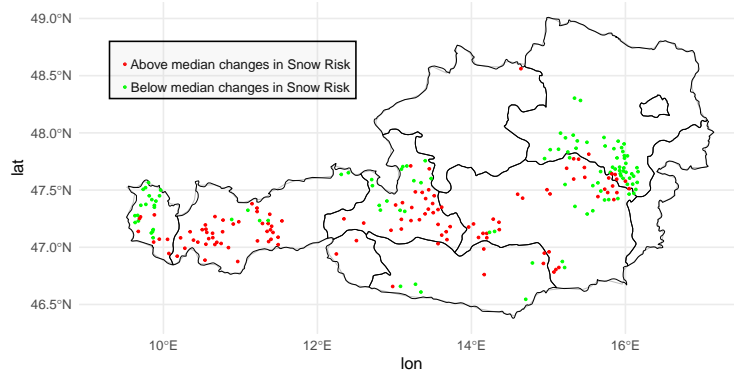 49.0°N
48.5°N
48.0°N
47.5°N
47.0°N
46.5°N
lat
Above median changes in Snow Risk
Below median changes in Snow Risk
10°E
12°E
14°E
16°E
lon